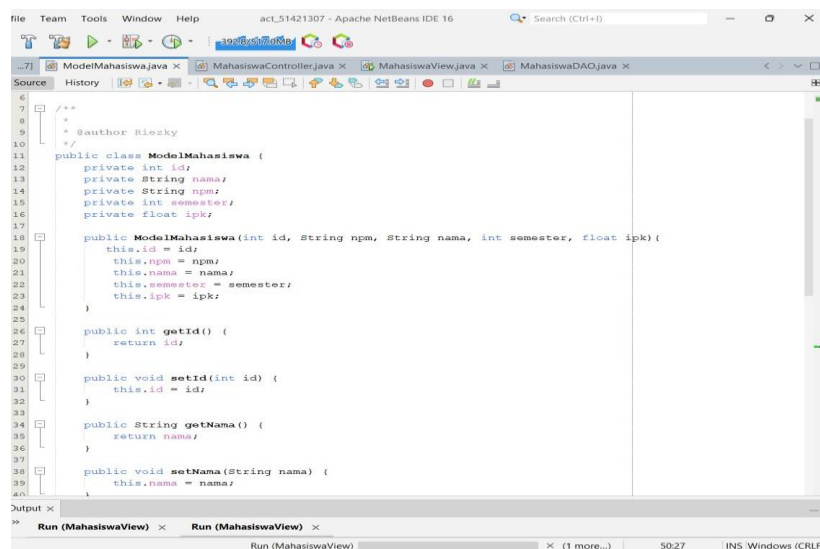 file Team Tools Window Help act_51421307 - Apache NetBeans IDE 16 Search (Ctrl+I)
392.8/517.0MB
...7] ModelMahasiswa.java × MahasiswaController.java × MahasiswaView.java × MahasiswaDAO.java ×
Source History
6
7 /**
8 *
9 * @author Riezky
10 */
11 public class ModelMahasiswa {
12 private int id;
13 private String nama;
14 private String npm;
15 private int semester;
16 private float ipk;
17
18 public ModelMahasiswa(int id, String npm, String nama, int semester, float ipk){
19 this.id = id;
20 this.npm = npm;
21 this.nama = nama;
22 this.semester = semester;
23 this.ipk = ipk;
24 }
25
26 public int getId() {
27 return id;
28 }
29
30 public void setId(int id) {
31 this.id = id;
32 }
33
34 public String getNama() {
35 return nama;
36 }
37
38 public void setNama(String nama) {
39 this.nama = nama;
40 }
Output ×
Run (MahasiswaView) × Run (MahasiswaView) ×
Run (MahasiswaView) × (1 more...) 50:27 INS Windows (CRLF